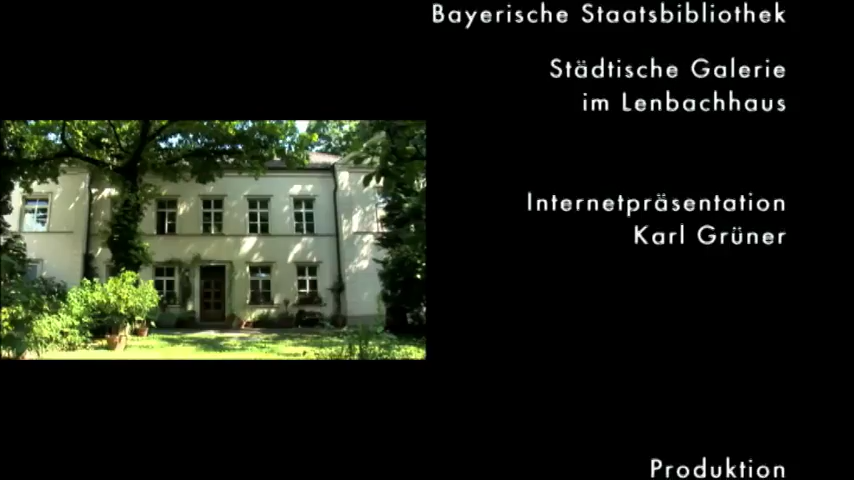 Bayerische Staatsbibliothek
Städtische Galerie
im Lenbachhaus
Internetpräsentation
Karl Grüner
Produktion